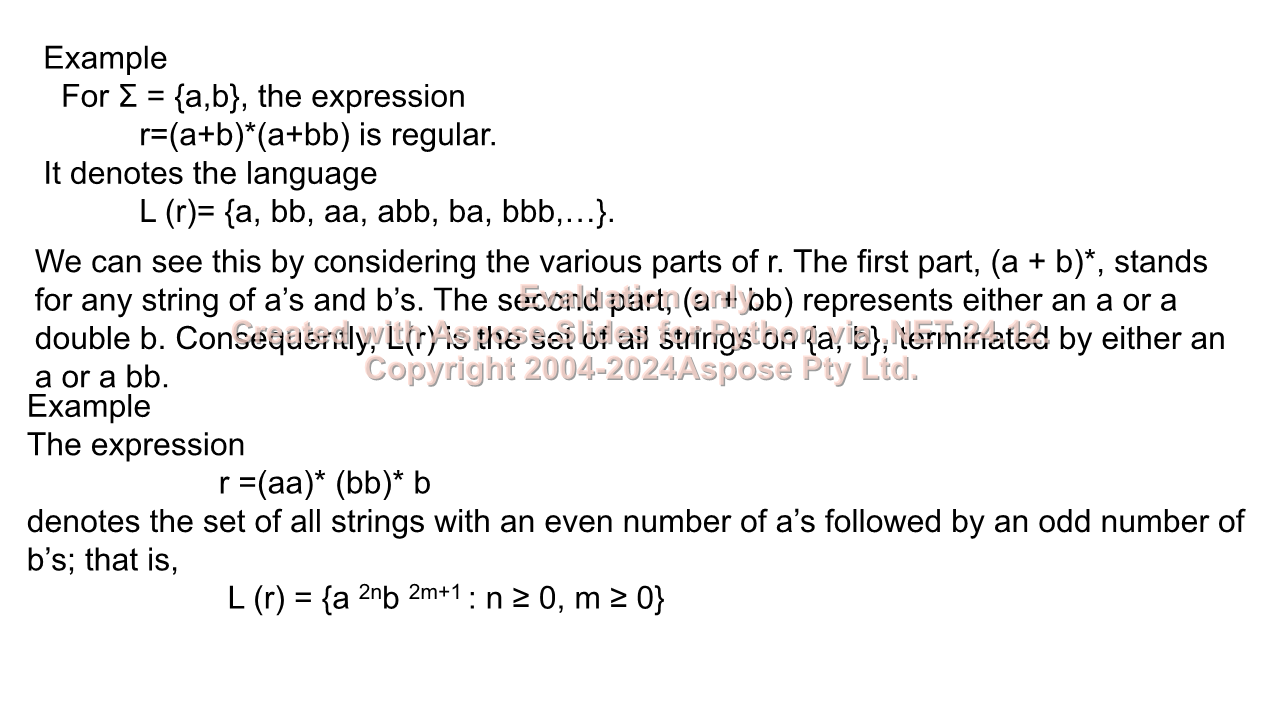 Example
For Σ = {a,b}, the expression
r=(a+b)*(a+bb) is regular.
It denotes the language
L (r)= {a, bb, aa, abb, ba, bbb,…}.
We can see this by considering the various parts of r. The first part, (a + b)*, stands
for any string of a’s and b’s. The second part, (a + bb) represents either an a or a
double b. Consequently, L(r) is the set of all strings on {a, b}, terminated by either an
a or a bb.
Evaluation only.
Created with Aspose.Slides for Python via .NET 24.12.
Copyright 2004-2024Aspose Pty Ltd.
Example
The expression
r =(aa)* (bb)* b
denotes the set of all strings with an even number of a’s followed by an odd number of
b’s; that is,
L (r) = {a ²ⁿb ²ᵐ⁺¹ : n ≥ 0, m ≥ 0}